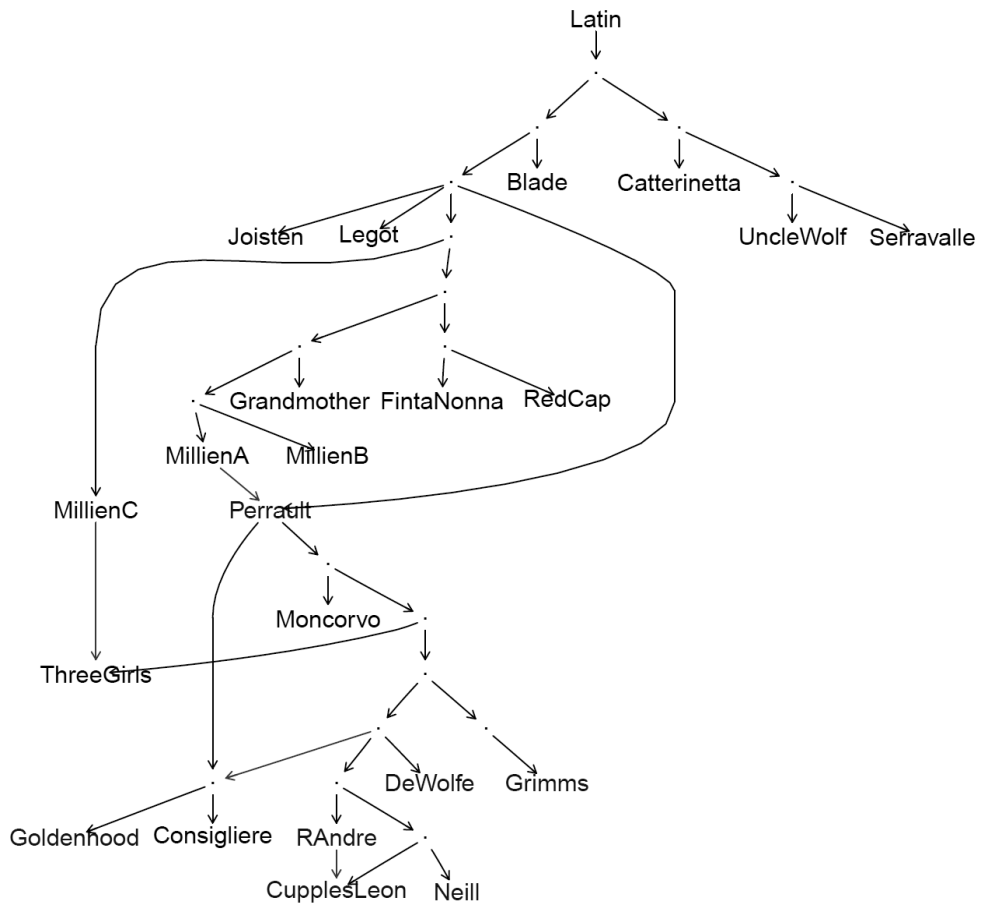 Latin
Blade
Catterinetta
Joisten
Legot
UncleWolf
Serravalle
Grandmother
FintaNonna
RedCap
MillienA
MillienB
MillienC
Perrault
Moncorvo
ThreeGirls
DeWolfe
Grimms
Goldenhood
Consigliere
RAndre
CupplesLeon
Neill